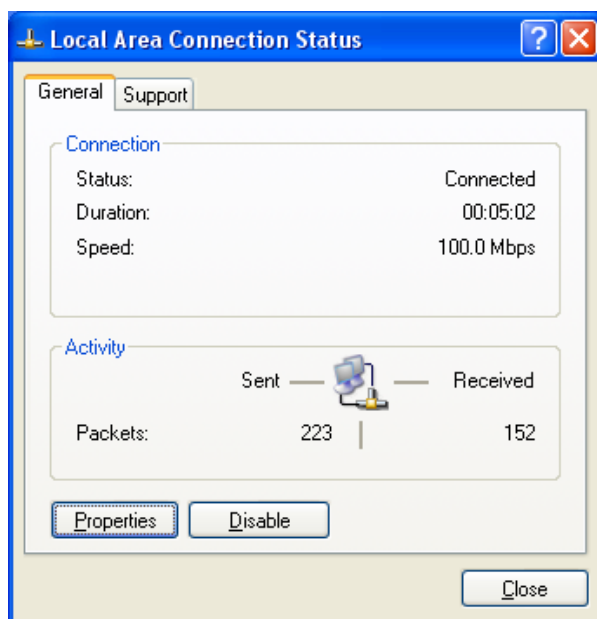 Local Area Connection Status
General Support
Connection
Status: Connected
Duration: 00:05:02
Speed: 100.0 Mbps
Activity
Sent Received
Packets: 223 152
Properties Disable
Close